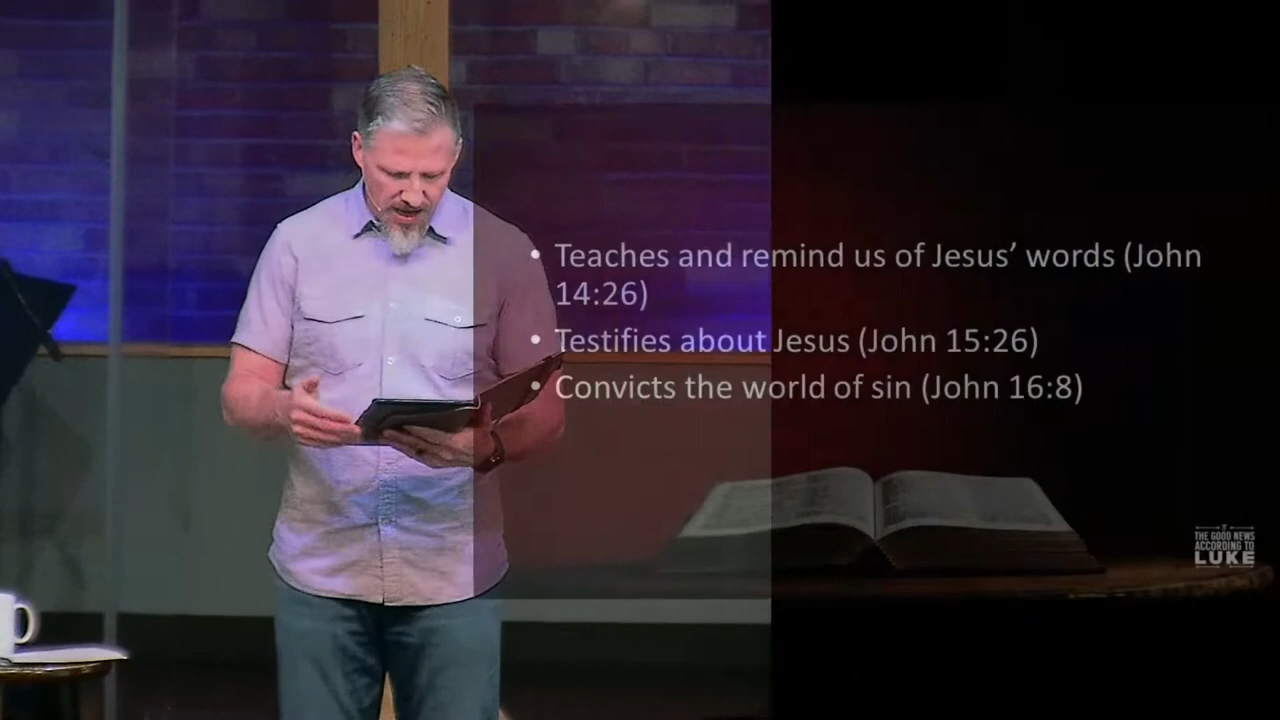 • Teaches and remind us of Jesus’ words (John
14:26)
• Testifies about Jesus (John 15:26)
• Convicts the world of sin (John 16:8)
THE GOOD NEWS
ACCORDING TO
LUKE